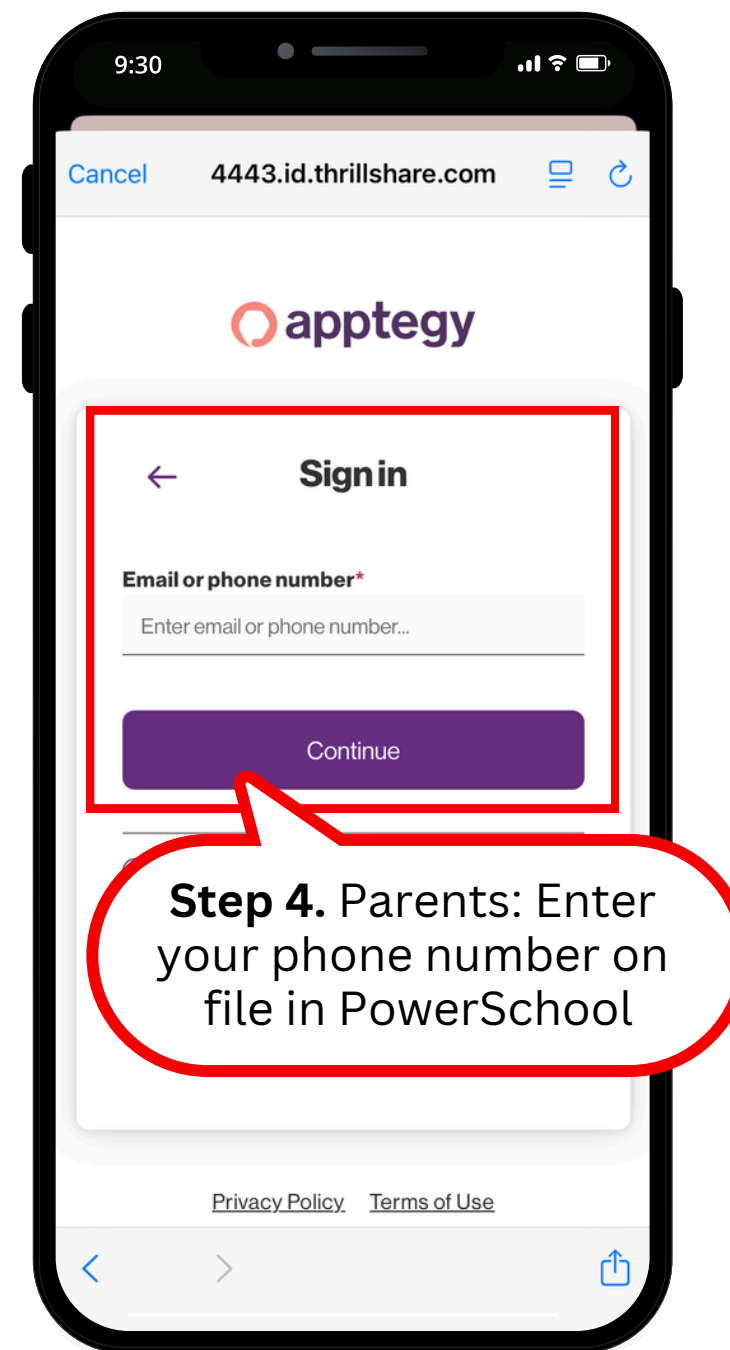 9:30
Cancel 4443.id.thrillshare.com
apptegy
Sign in
Email or phone number*
Enter email or phone number...
Continue
Step 4. Parents: Enter
your phone number on
file in PowerSchool
Privacy Policy Terms of Use